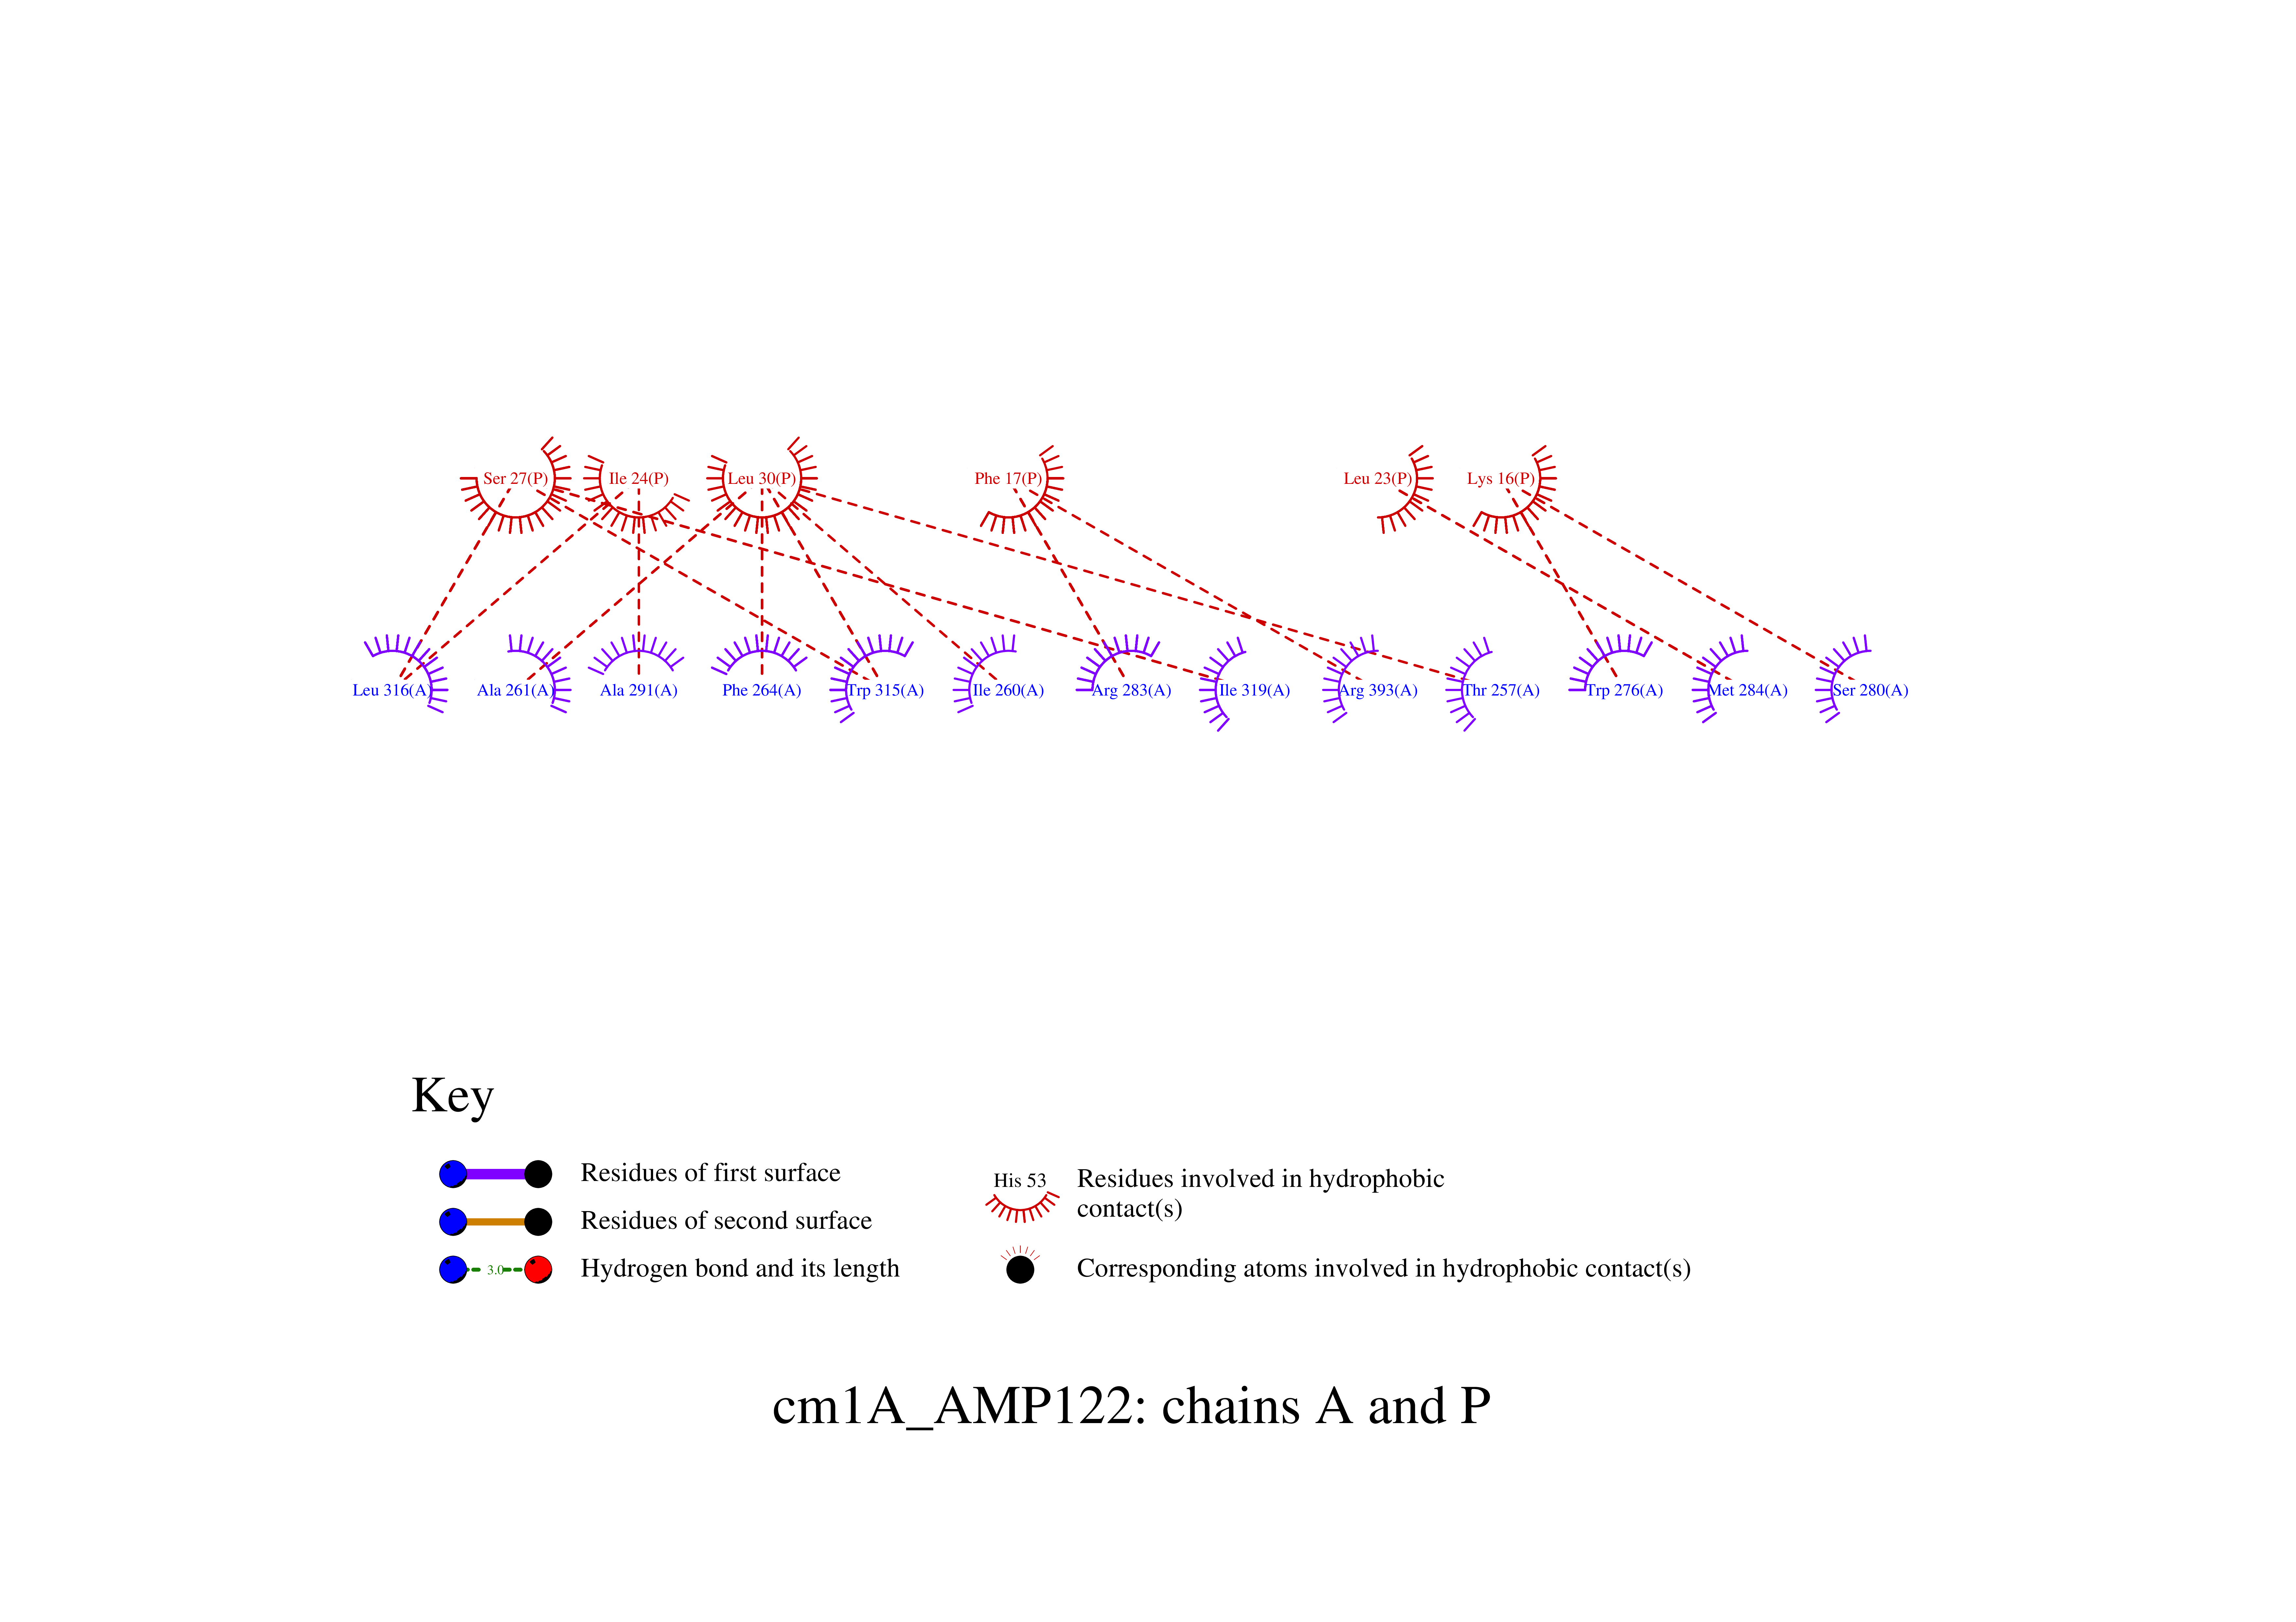 Ser 27(P) Ile 24(P) Leu 30(P) Phe 17(P) Leu 23(P) Lys 16(P)
Leu 316(A) Ala 261(A) Ala 291(A) Phe 264(A) Trp 315(A) Ile 260(A) Arg 283(A) Ile 319(A) Arg 393(A) Thr 257(A) Trp 276(A) Met 284(A) Ser 280(A)
Key
Residues of first surface
Residues of second surface
3.0 Hydrogen bond and its length
His 53 Residues involved in hydrophobic
contact(s)
Corresponding atoms involved in hydrophobic contact(s)
cm1A_AMP122: chains A and P